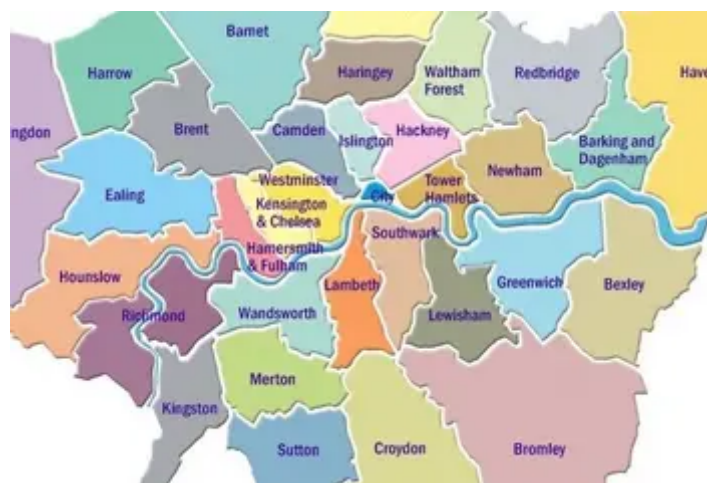 Barnet
Harrow
Haringey
Waltham
Forest
Redbridge
Have
ngdon
Brent
Camden
Islington
Hackney
Barking and
Dagenham
Ealing
Westminster
Kensington
& Chelsea
City
Tower
Hamlets
Newham
Hamersmith
& Fulham
Southwark
Hounslow
Richmond
Wandsworth
Lambeth
Lewisham
Greenwich
Bexley
Merton
Kingston
Sutton
Croydon
Bromley